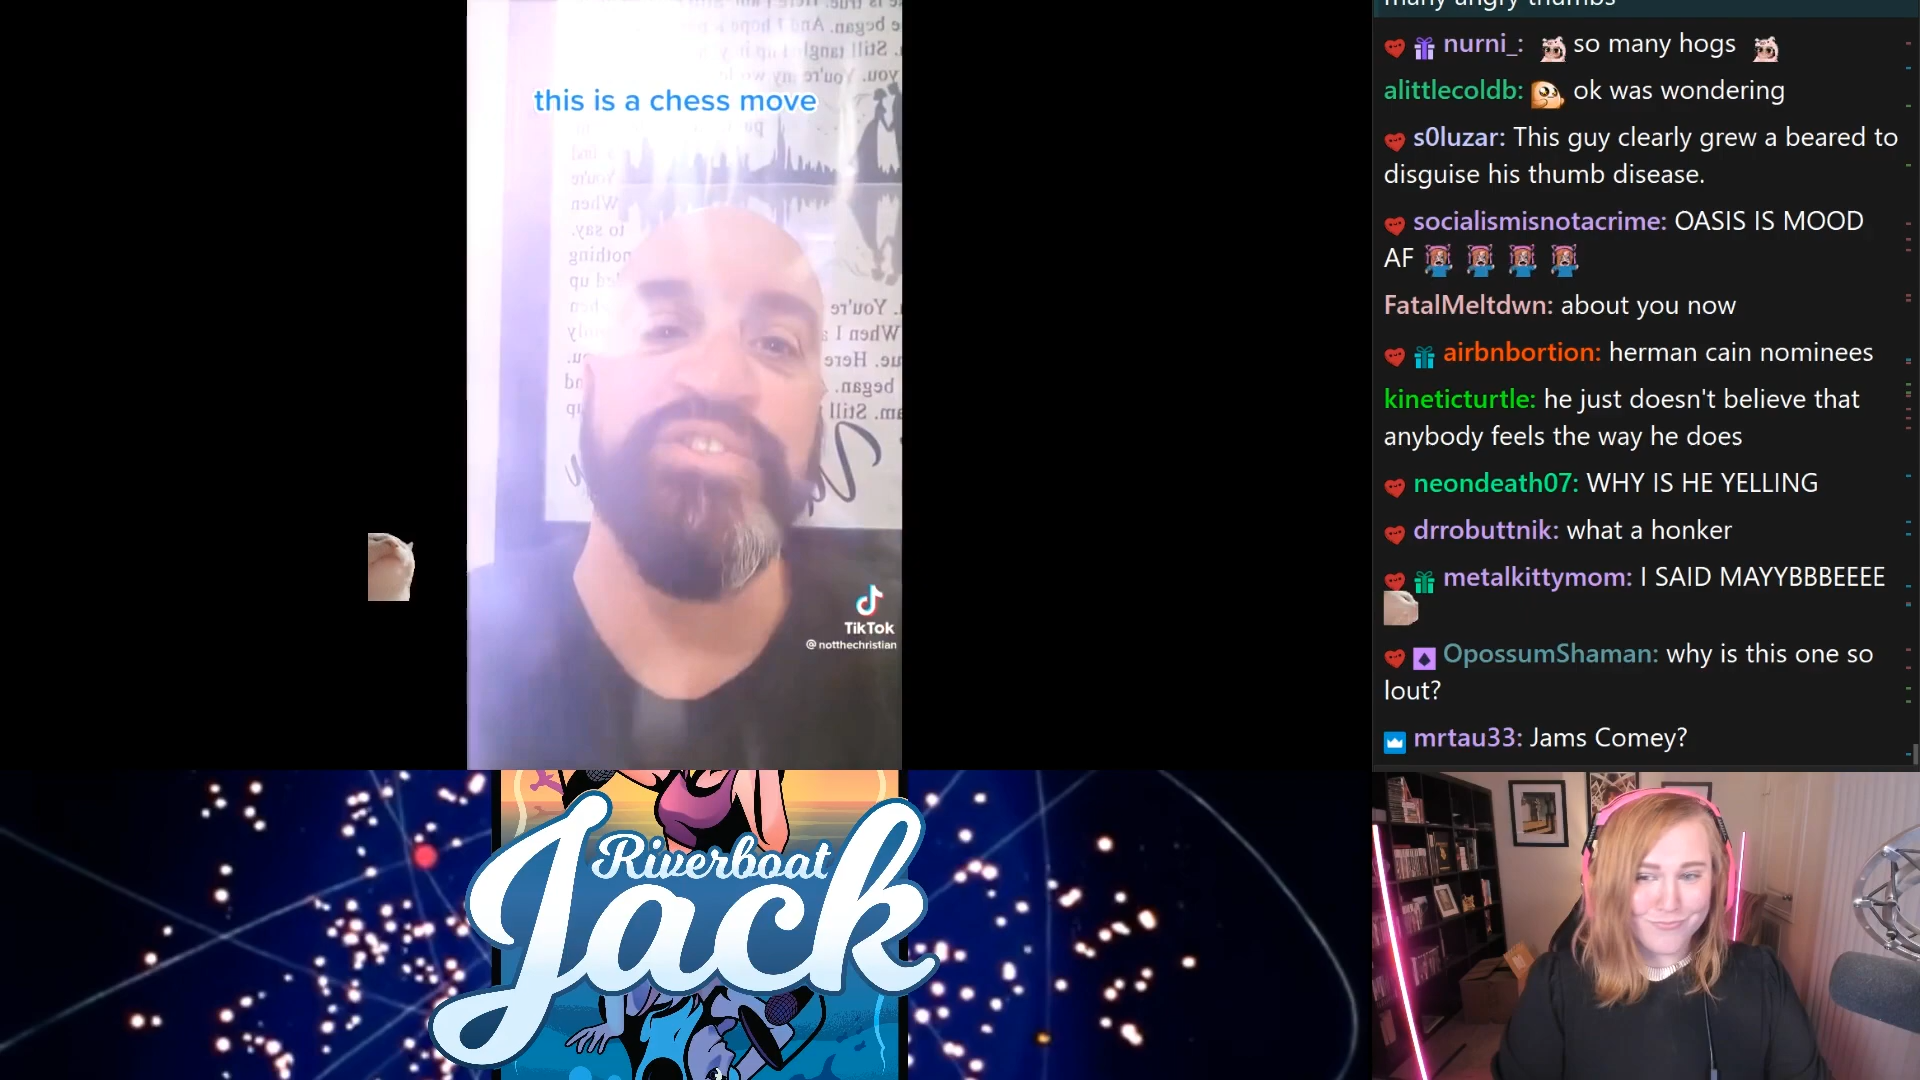 this is a chess move
TikTok
@notthechristian
Riverboat
Jack
many angry thumbs
nurni_: so many hogs
alittlecoldb: ok was wondering
s0luzar: This guy clearly grew a beared to
disguise his thumb disease.
socialismisnotacrime: OASIS IS MOOD
AF
FatalMeltdwn: about you now
airbnbortion: herman cain nominees
kineticturtle: he just doesn't believe that
anybody feels the way he does
neondeath07: WHY IS HE YELLING
drrobuttnik: what a honker
metalkittymom: I SAID MAYYBBBEEEE
OpossumShaman: why is this one so
lout?
mrtau33: Jams Comey?